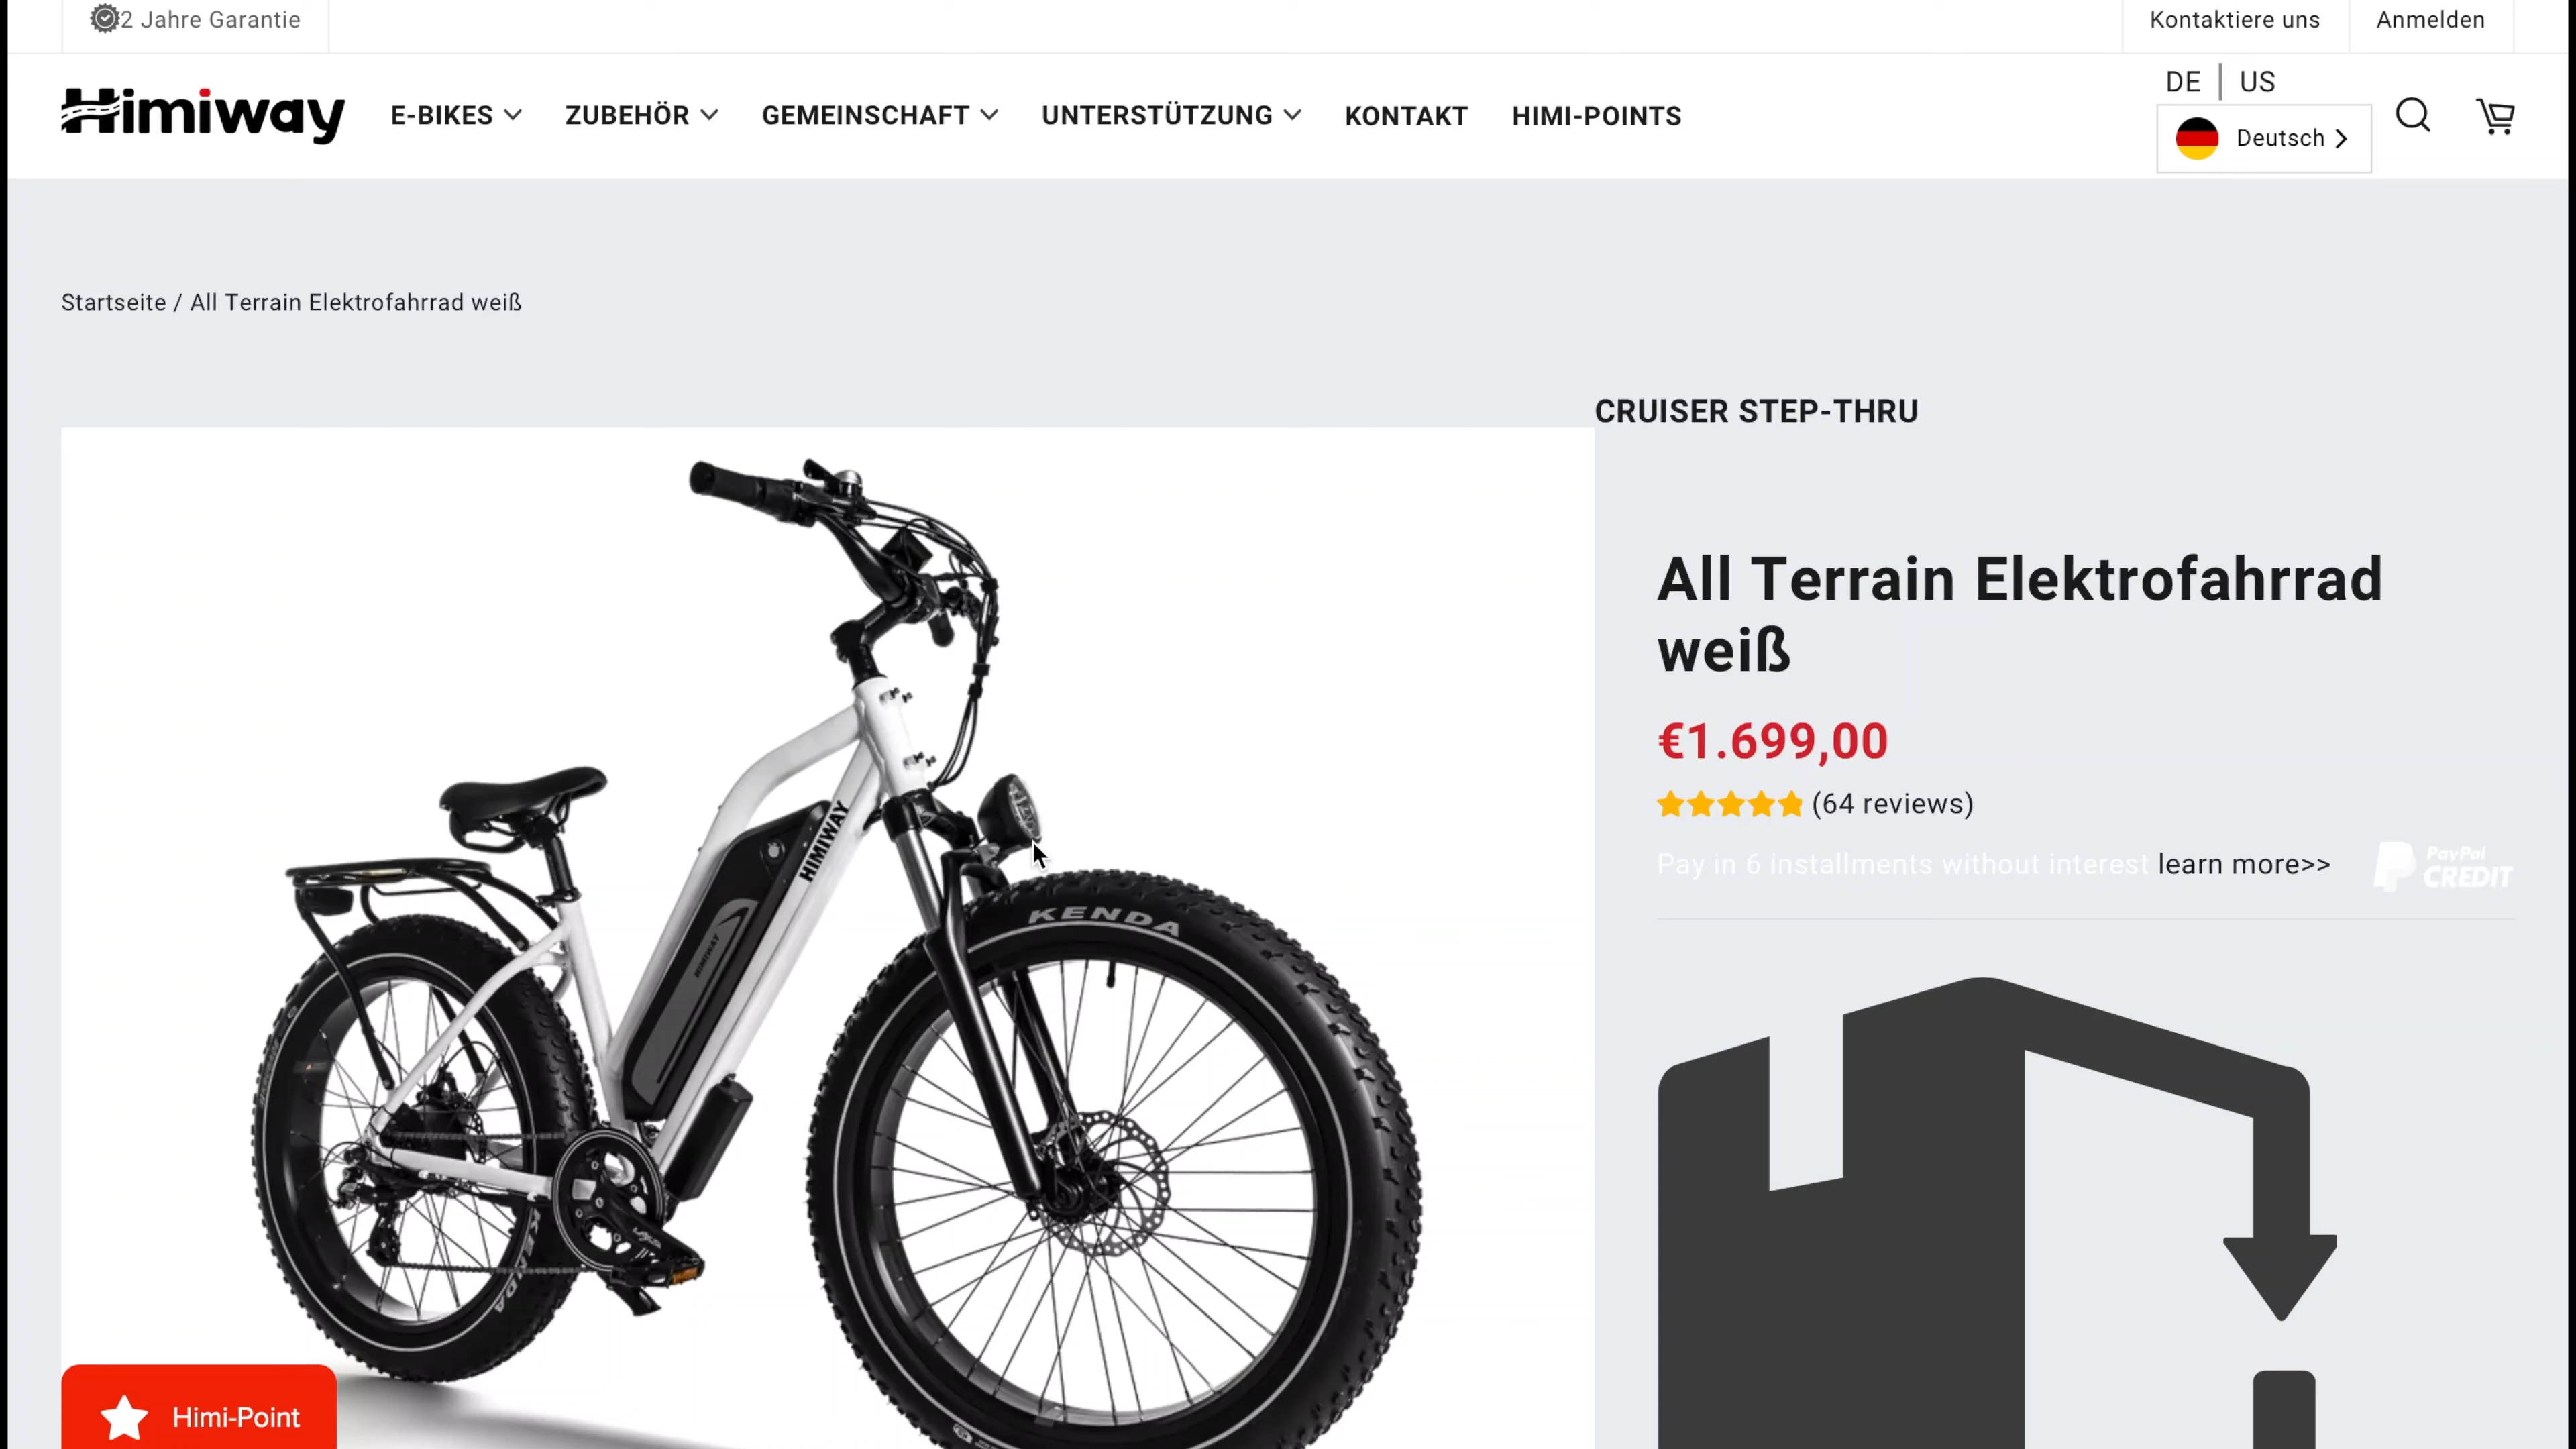 2 Jahre Garantie
Kontaktiere uns
Anmelden
Himiway
E-BIKES
ZUBEHÖR
GEMEINSCHAFT
UNTERSTÜTZUNG
KONTAKT
HIMI-POINTS
DE | US
Deutsch
Startseite / All Terrain Elektrofahrrad weiß
CRUISER STEP-THRU
All Terrain Elektrofahrrad
weiß
€1.699,00
(64 reviews)
Pay in 6 installments without interest learn more>>
PayPal
CREDIT
HIMIWAY
HIMIWAY
KENDA
KENDA
Himi-Point